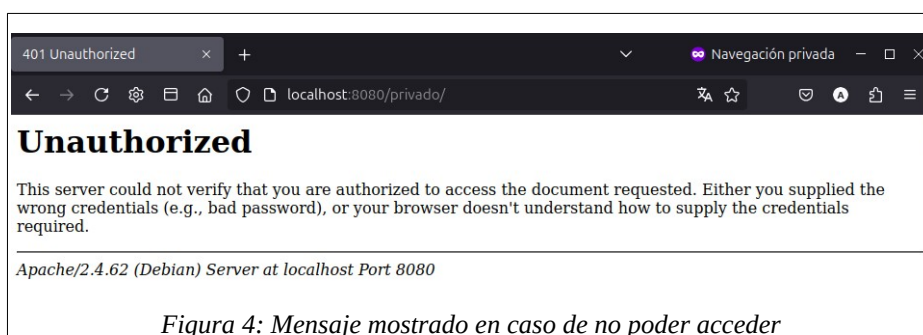 401 Unauthorized
Navegación privada
localhost:8080/privado/
Unauthorized
This server could not verify that you are authorized to access the document requested. Either you supplied the
wrong credentials (e.g., bad password), or your browser doesn't understand how to supply the credentials
required.
Apache/2.4.62 (Debian) Server at localhost Port 8080
Figura 4: Mensaje mostrado en caso de no poder acceder